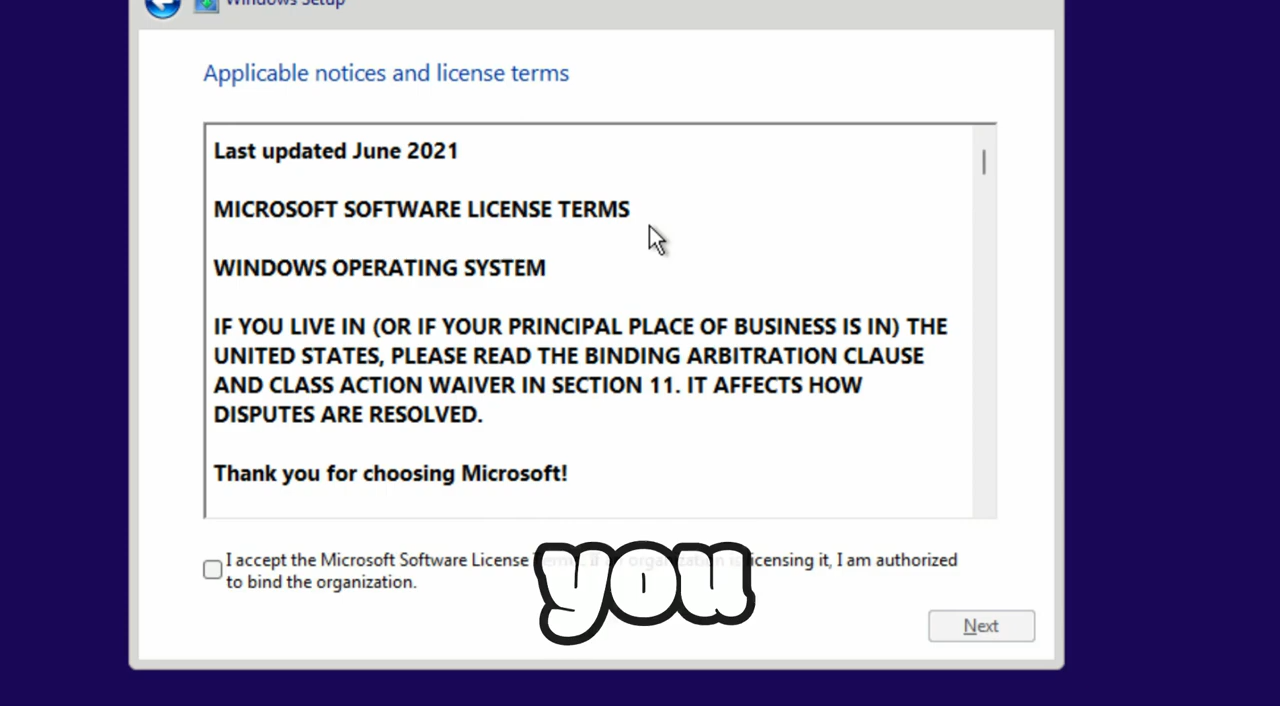 Windows Setup
Applicable notices and license terms
Last updated June 2021
MICROSOFT SOFTWARE LICENSE TERMS
WINDOWS OPERATING SYSTEM
IF YOU LIVE IN (OR IF YOUR PRINCIPAL PLACE OF BUSINESS IS IN) THE
UNITED STATES, PLEASE READ THE BINDING ARBITRATION CLAUSE
AND CLASS ACTION WAIVER IN SECTION 11. IT AFFECTS HOW
DISPUTES ARE RESOLVED.
Thank you for choosing Microsoft!
I accept the Microsoft Software License licensing it, I am authorized
to bind the organization.
you
Next